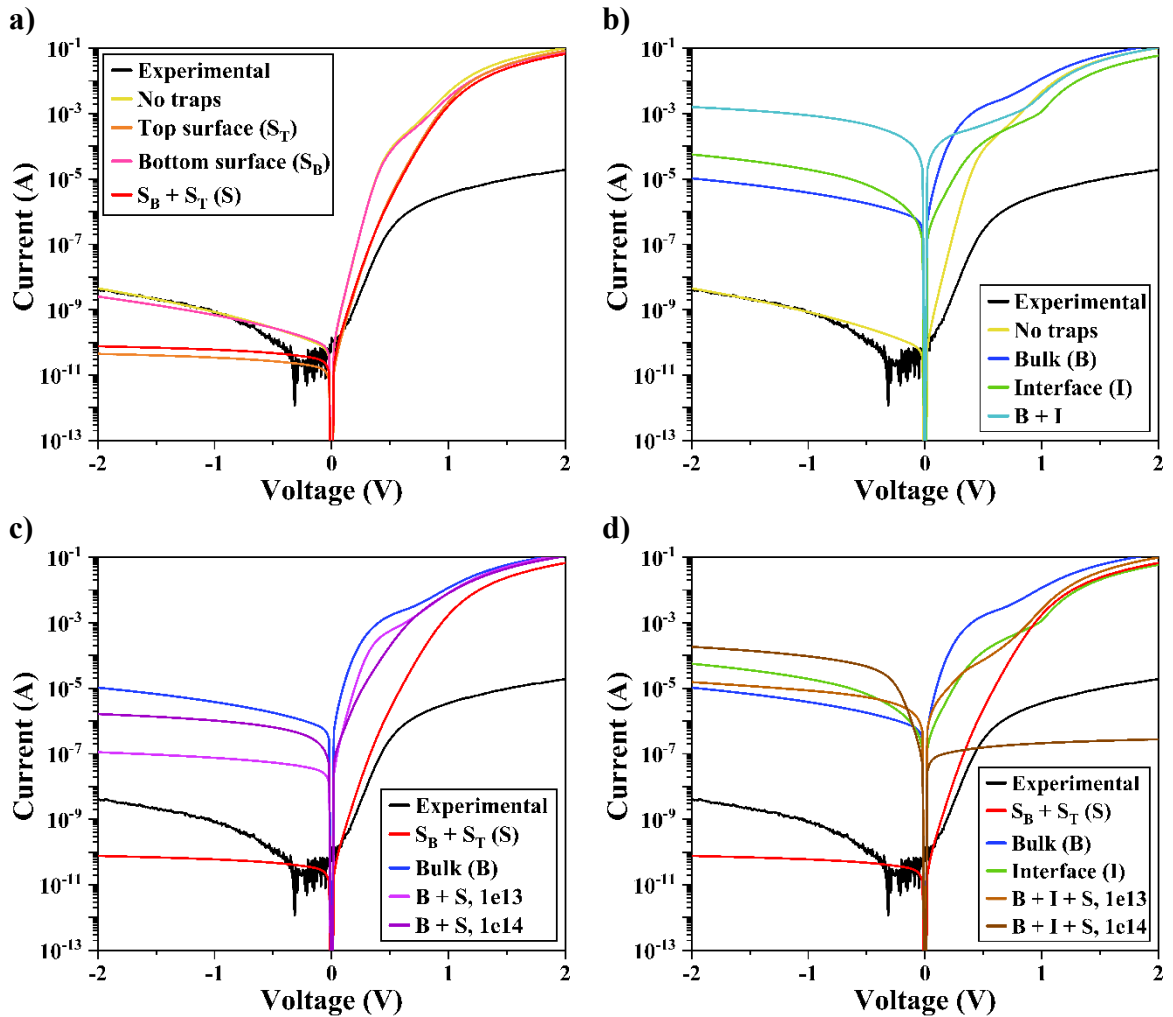 a)
10^-1
10^-3
10^-5
10^-7
10^-9
10^-11
10^-13
Current (A)
Experimental
No traps
Top surface (S_T)
Bottom surface (S_B)
S_B + S_T (S)
-2
-1
0
1
2
Voltage (V)
b)
10^-1
10^-3
10^-5
10^-7
10^-9
10^-11
10^-13
Current (A)
Experimental
No traps
Bulk (B)
Interface (I)
B + I
-2
-1
0
1
2
Voltage (V)
c)
10^-1
10^-3
10^-5
10^-7
10^-9
10^-11
10^-13
Current (A)
Experimental
S_B + S_T (S)
Bulk (B)
B + S, 1e13
B + S, 1e14
-2
-1
0
1
2
Voltage (V)
d)
10^-1
10^-3
10^-5
10^-7
10^-9
10^-11
10^-13
Current (A)
Experimental
S_B + S_T (S)
Bulk (B)
Interface (I)
B + I + S, 1e13
B + I + S, 1e14
-2
-1
0
1
2
Voltage (V)